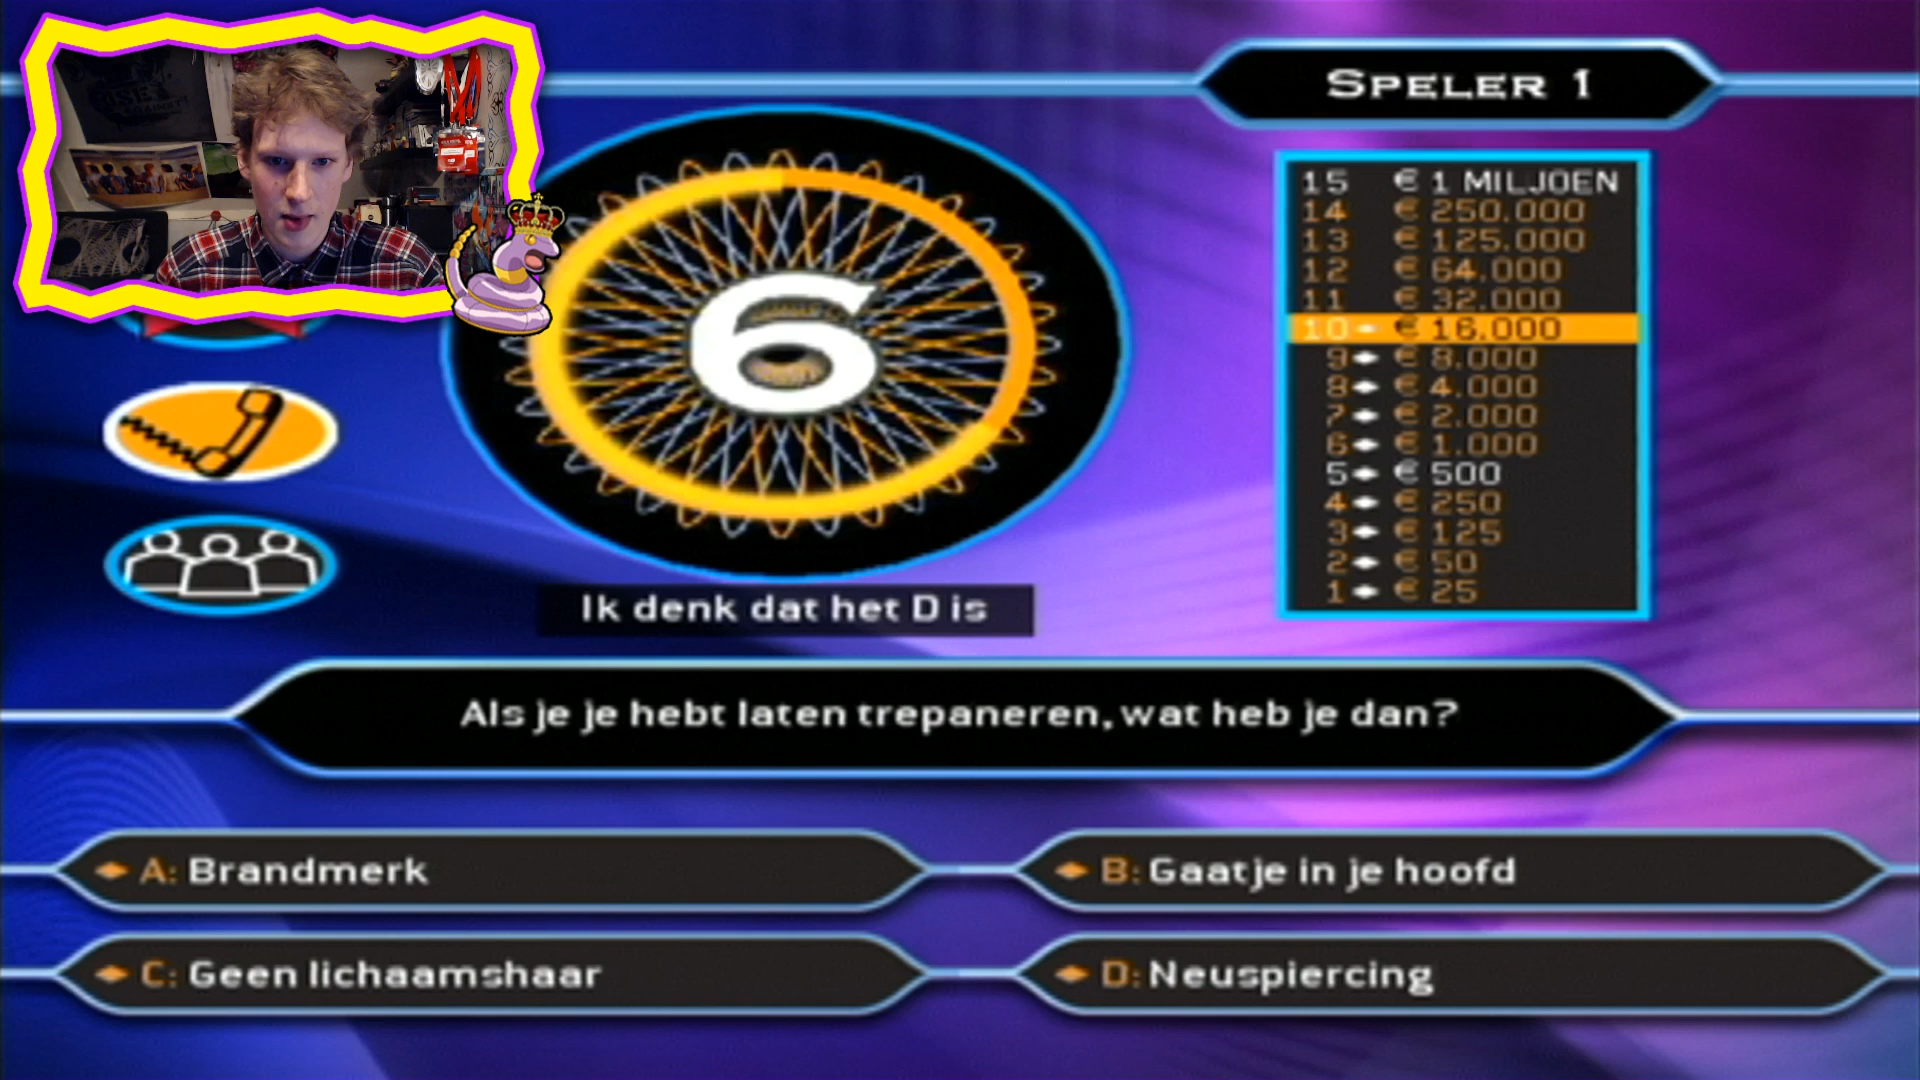 SPELER 1
15 € 1 MILJOEN
14 € 250.000
13 € 125.000
12 € 64.000
11 € 32.000
10 € 16.000
9 € 8.000
8 € 4.000
7 € 2.000
6 € 1.000
5 € 500
4 € 250
3 € 125
2 € 50
1 € 25
6
Ik denk dat het D is
Als je je hebt laten trepaneren, wat heb je dan?
A: Brandmerk
B: Gaatje in je hoofd
C: Geen lichaamshaar
D: Neuspiercing